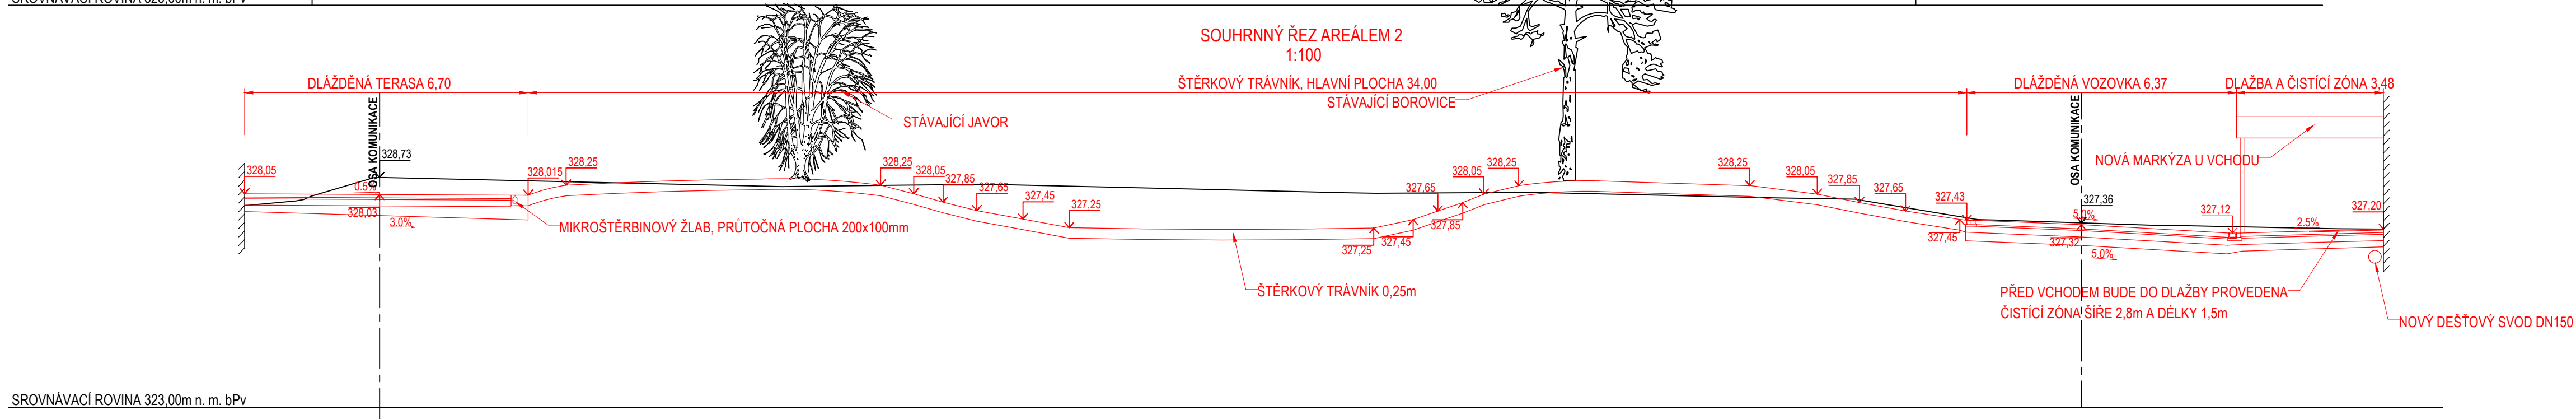 SROVNÁVACÍ ROVINA 323,00m n. m. bPv
SOUHRNNÝ ŘEZ AREÁLEM 2
1:100
DLÁŽDĚNÁ TERASA 6,70
ŠTĚRKOVÝ TRÁVNÍK, HLAVNÍ PLOCHA 34,00
DLÁŽDĚNÁ VOZOVKA 6,37
DLAŽBA A ČISTÍCÍ ZÓNA 3,48
STÁVAJÍCÍ BOROVICE
STÁVAJÍCÍ JAVOR
OSA KOMUNIKACE
OSA KOMUNIKACE
NOVÁ MARKÝZA U VCHODU
328,05
328,73
0.5%
328,03
3.0%
328,015
328,25
328,25
328,05
327,85
327,65
327,45
327,25
327,25
327,45
327,65
327,85
328,05
328,25
328,25
328,05
327,85
327,65
327,43
327,45
327,36
5.0%
327,32
5.0%
327,12
2.5%
327,20
MIKROŠTĚRBINOVÝ ŽLAB, PRŮTOČNÁ PLOCHA 200x100mm
ŠTĚRKOVÝ TRÁVNÍK 0,25m
PŘED VCHODEM BUDE DO DLAŽBY PROVEDENA
ČISTÍCÍ ZÓNA ŠÍŘE 2,8m A DÉLKY 1,5m
NOVÝ DEŠŤOVÝ SVOD DN150
SROVNÁVACÍ ROVINA 323,00m n. m. bPv